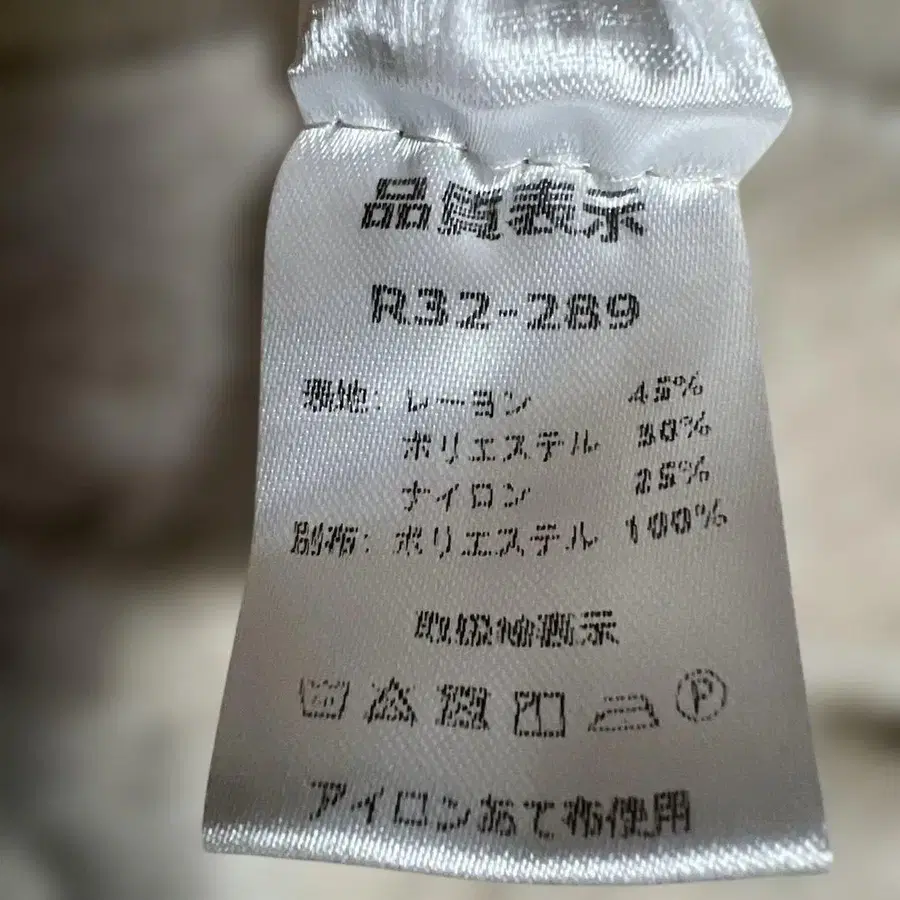 品質表示
R32-289
表地: レーヨン 45%
ポリエステル 30%
ナイロン 25%
別布: ポリエステル 100%
取扱絵表示
P
アイロンあて布使用